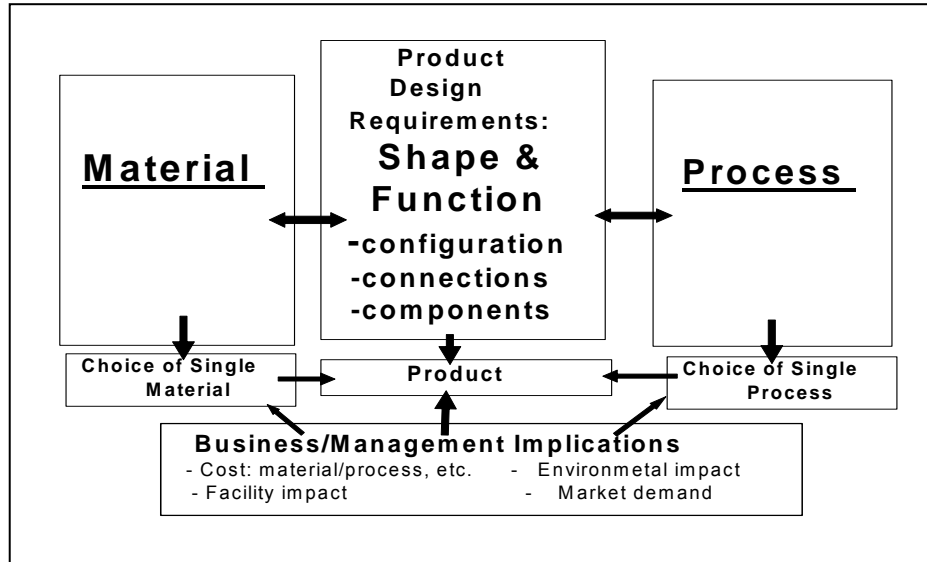 Material
Product
Design
Requirements:
Shape &
Function
-configuration
-connections
-components
Process
Choice of Single
Material
Product
Choice of Single
Process
Business/Management Implications
- Cost: material/process, etc.
- Facility impact
- Environmetal impact
- Market demand